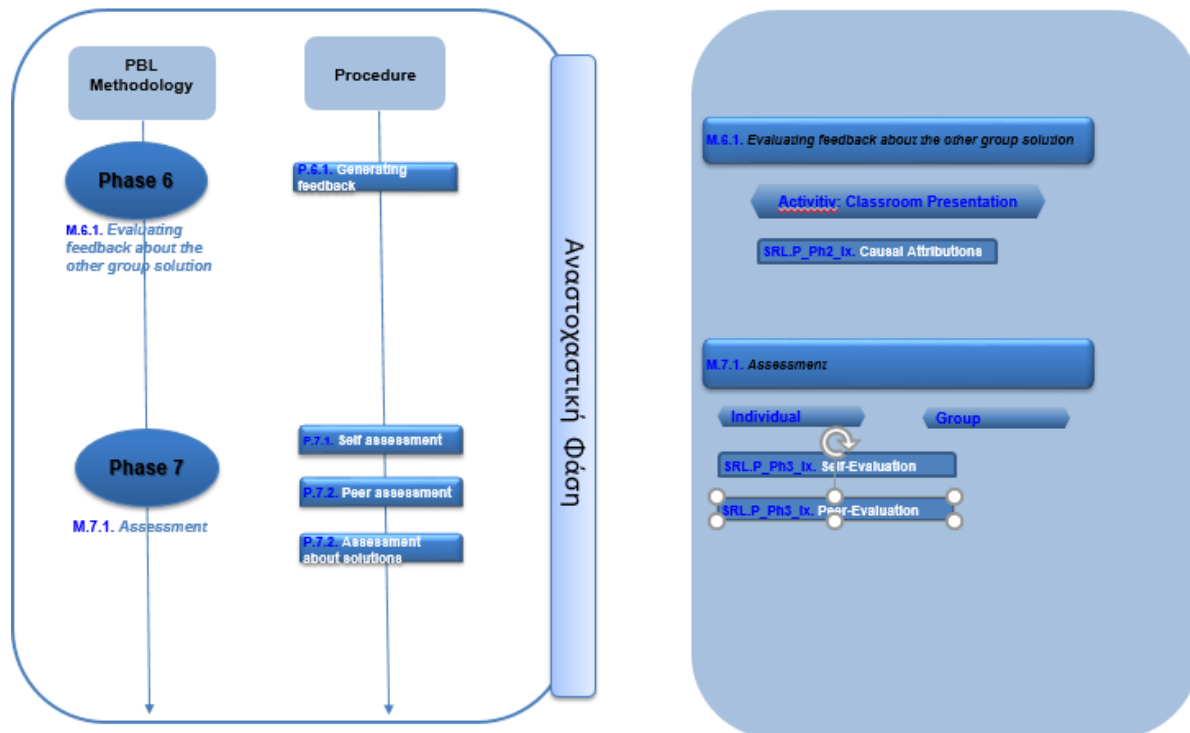 PBL
Methodology
Procedure
Phase 6
M.6.1. Evaluating
feedback about the
other group solution
P.6.1. Generating
feedback
Phase 7
M.7.1. Assessment
P.7.1. Self assessment
P.7.2. Peer assessment
P.7.2. Assessment
about solutions
Αναστοχαστική Φάση
M.6.1. Evaluating feedback about the other group solution
Activitiy: Classroom Presentation
SRL.P_Ph2_Ix. Causal Attributions
M.7.1. Assessment
Individual
Group
SRL.P_Ph3_Ix. Self-Evaluation
SRL.P_Ph3_Ix. Peer-Evaluation